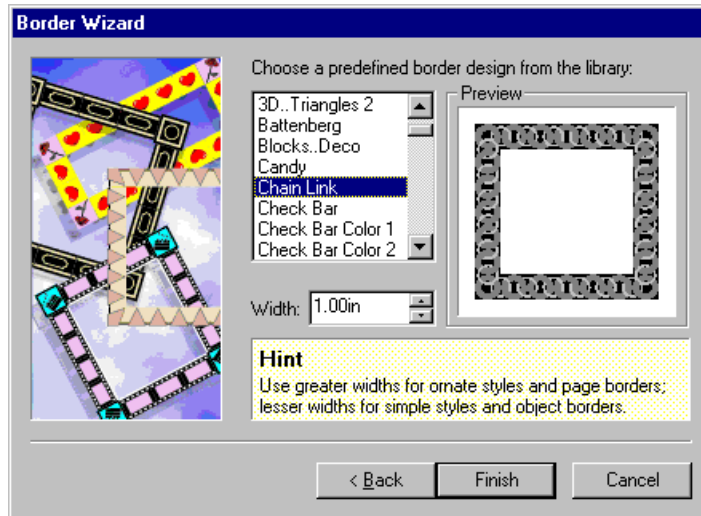 Border Wizard
Choose a predefined border design from the library:
3D..Triangles 2
Battenberg
Blocks..Deco
Candy
Chain Link
Check Bar
Check Bar Color 1
Check Bar Color 2
Preview
Width: 1.00in
Hint
Use greater widths for ornate styles and page borders;
lesser widths for simple styles and object borders.
< Back Finish Cancel